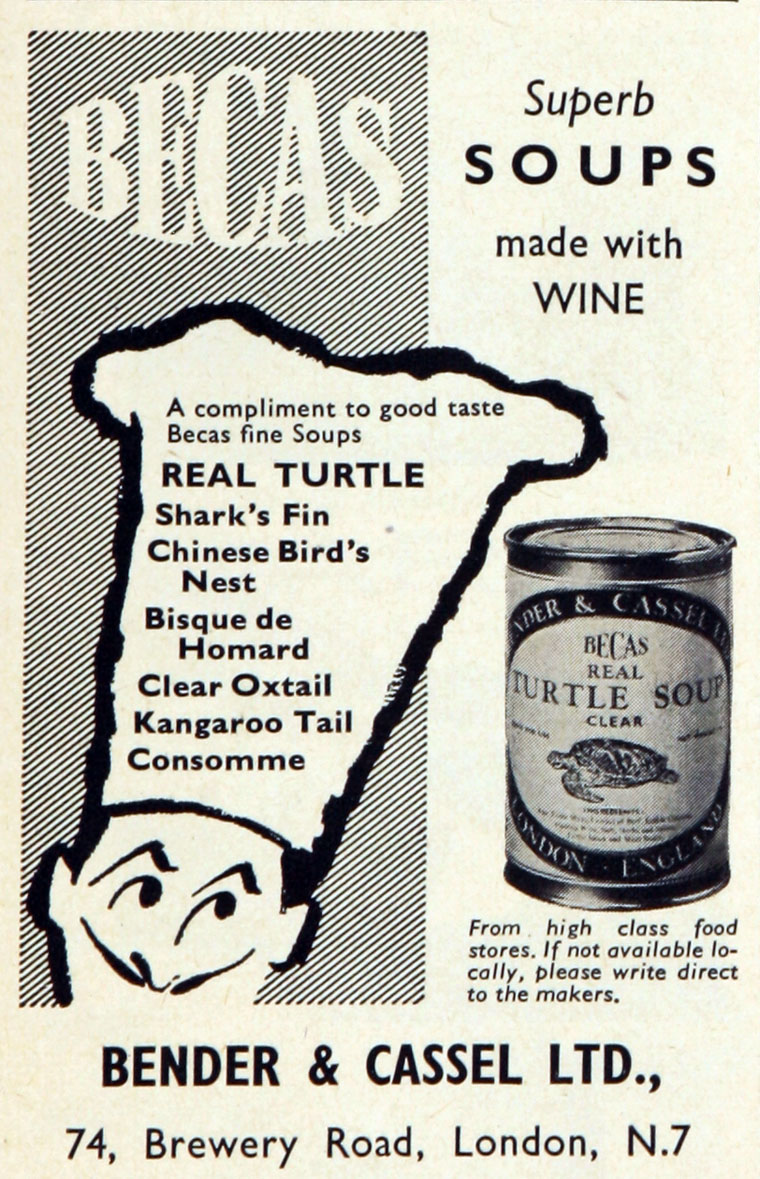 BECAS
Superb
SOUPS
made with
WINE
A compliment to good taste
Becas fine Soups
REAL TURTLE
Shark's Fin
Chinese Bird's
Nest
Bisque de
Homard
Clear Oxtail
Kangaroo Tail
Consomme
& CASSEL
BECAS
REAL
TURTLE SOUP
CLEAR
INGREDIENTS
LONDON · ENGLAND
From high class food
stores. If not available lo-
cally, please write direct
to the makers.
BENDER & CASSEL LTD.,
74, Brewery Road, London, N.7